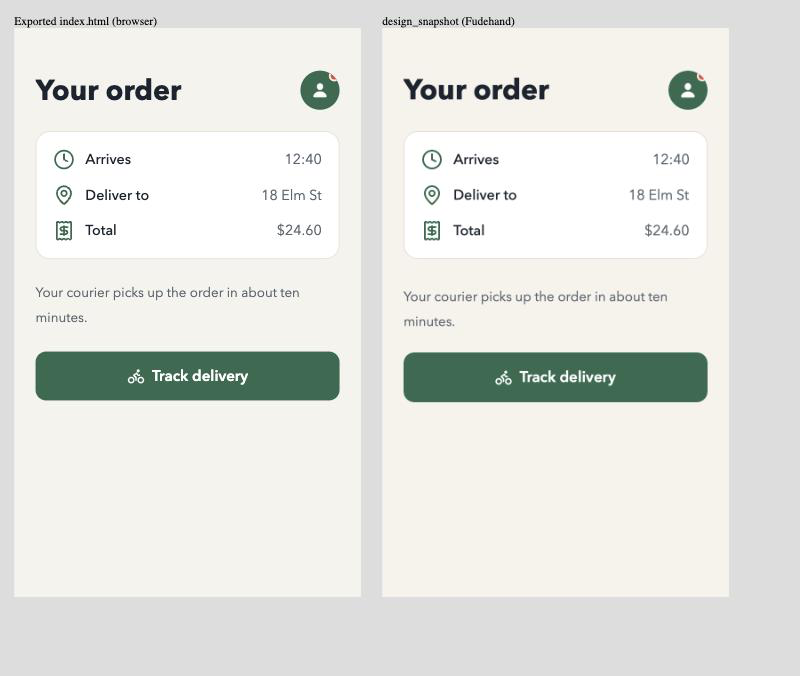 Exported index.html (browser)
Your order
Arrives 12:40
Deliver to 18 Elm St
Total $24.60
Your courier picks up the order in about ten
minutes.
Track delivery
design_snapshot (Fudehand)
Your order
Arrives 12:40
Deliver to 18 Elm St
Total $24.60
Your courier picks up the order in about ten
minutes.
Track delivery